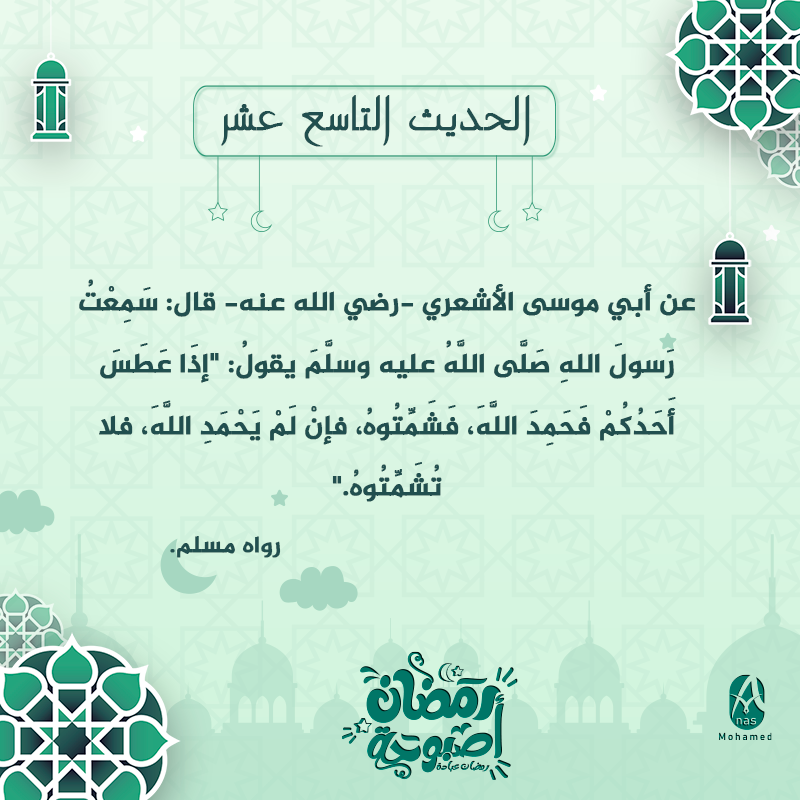 الحديث التاسع عشر
عن أبي موسى الأشعري -رضي الله عنه- قال: سَمِعْتُ
رَسولَ اللهِ صَلَّى اللَّهُ عليه وسلَّمَ يقولُ: "إذَا عَطَسَ
أَحَدُكُمْ فَحَمِدَ اللَّهَ، فَشَمِّتُوهُ، فإنْ لَمْ يَحْمَدِ اللَّهَ، فلا
تُشَمِّتُوهُ."
رواه مسلم.
رمضان
أصبوحة
رمضان عبادة
Anas
Mohamed